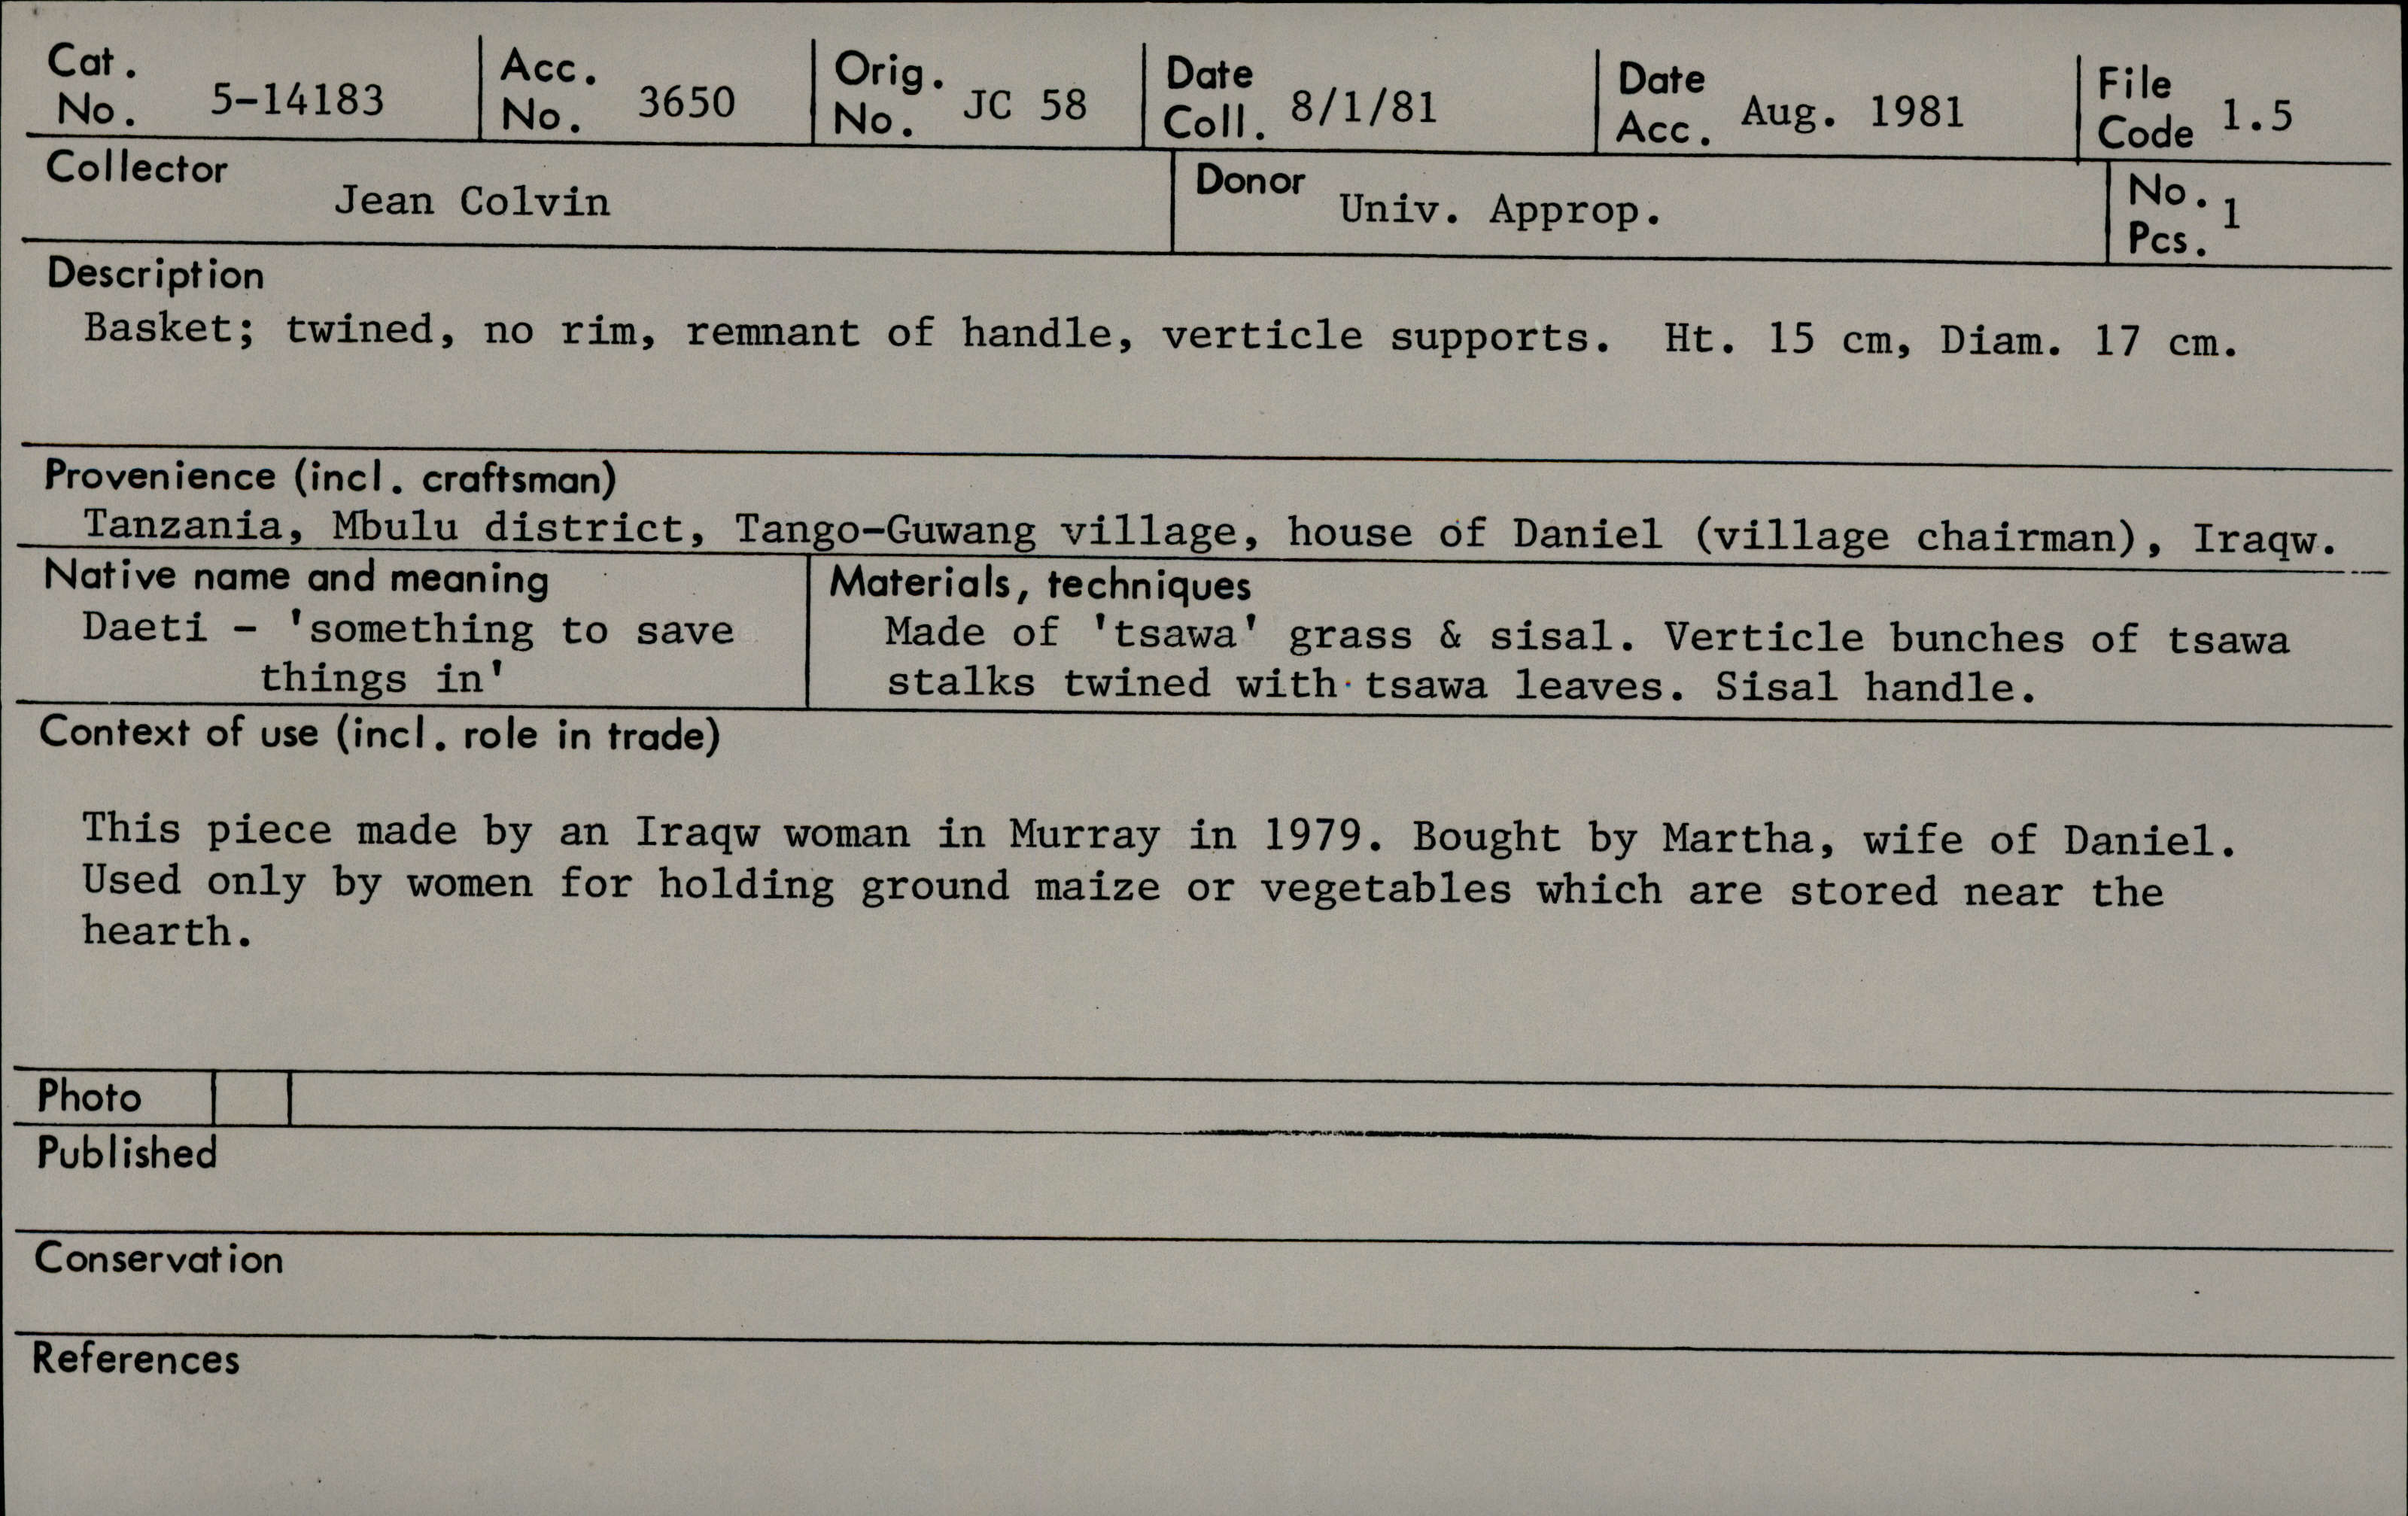 Cat. No. 5-14183 Acc. No. 3650 Orig. No. JC 58 Date Coll. 8/1/81 Date Acc. Aug. 1981 File Code 1.5
Collector Jean Colvin Donor Univ. Approp. No. Pcs. 1
Description
Basket; twined, no rim, remnant of handle, verticle supports. Ht. 15 cm, Diam. 17 cm.
Provenience (incl. craftsman)
Tanzania, Mbulu district, Tango-Guwang village, house of Daniel (village chairman), Iraqw.
Native name and meaning
Daeti - 'something to save
things in'
Materials, techniques
Made of 'tsawa' grass & sisal. Verticle bunches of tsawa
stalks twined with tsawa leaves. Sisal handle.
Context of use (incl. role in trade)
This piece made by an Iraqw woman in Murray in 1979. Bought by Martha, wife of Daniel.
Used only by women for holding ground maize or vegetables which are stored near the
hearth.
Photo
Published
Conservation
References